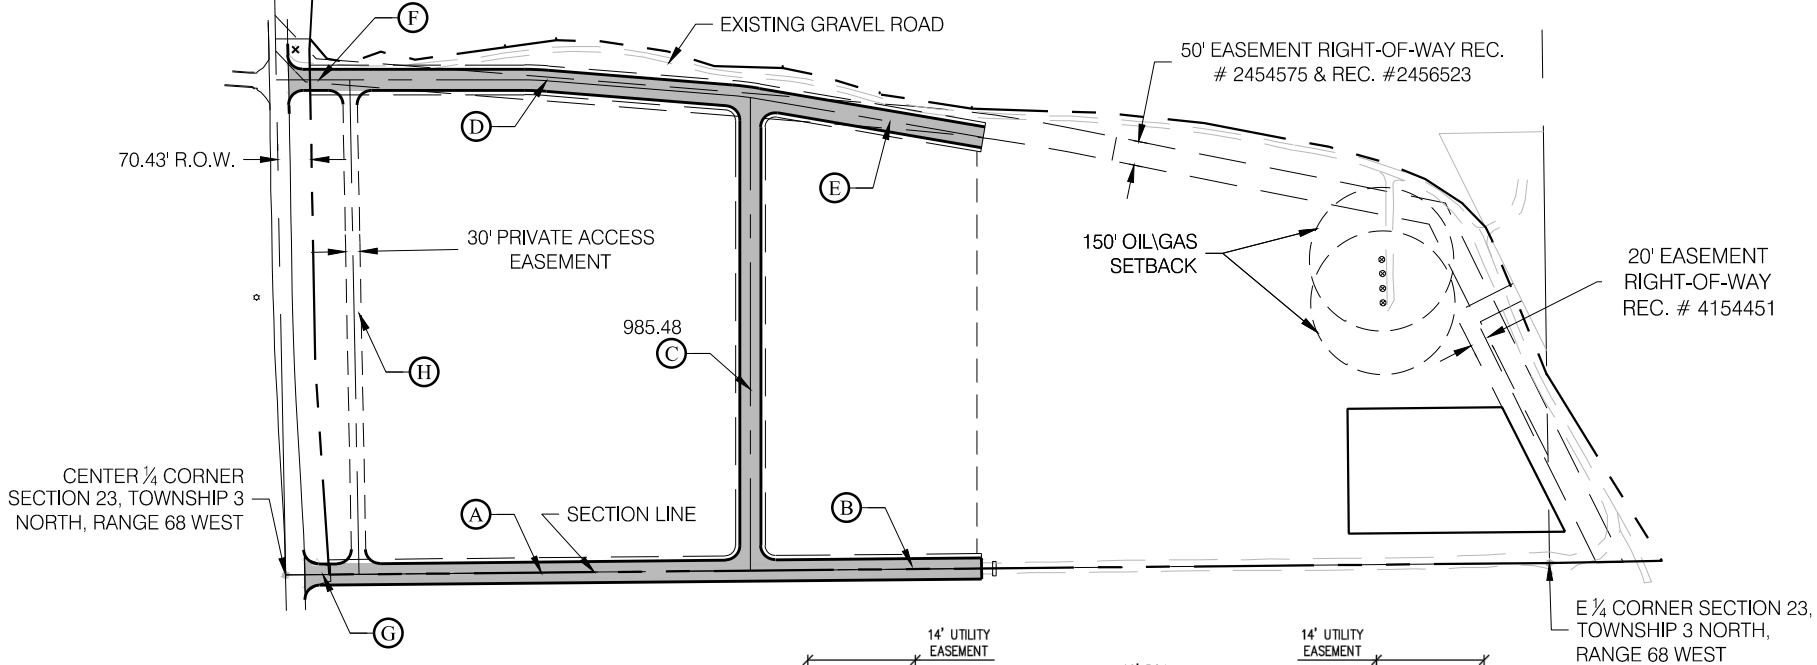 F
EXISTING GRAVEL ROAD
50' EASEMENT RIGHT-OF-WAY REC.
# 2454575 & REC. #2456523
D
70.43' R.O.W.
E
30' PRIVATE ACCESS
EASEMENT
150' OIL\GAS
SETBACK
20' EASEMENT
RIGHT-OF-WAY
REC. # 4154451
985.48
C
H
CENTER ¼ CORNER
SECTION 23, TOWNSHIP 3
NORTH, RANGE 68 WEST
A
SECTION LINE
B
G
E ¼ CORNER SECTION 23,
TOWNSHIP 3 NORTH,
RANGE 68 WEST
14' UTILITY
EASEMENT
14' UTILITY
EASEMENT